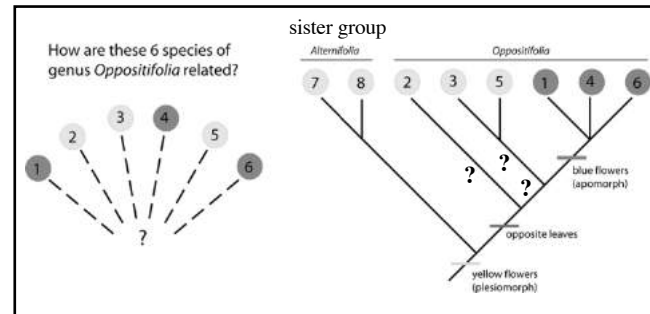 sister group
How are these 6 species of
genus Oppositifolia related?
Alternifolia
Oppositifolia
7
8
2
3
5
1
4
6
3
4
2
5
1
6
?
?
?
?
blue flowers
(apomorph)
opposite leaves
yellow flowers
(plesiomorph)